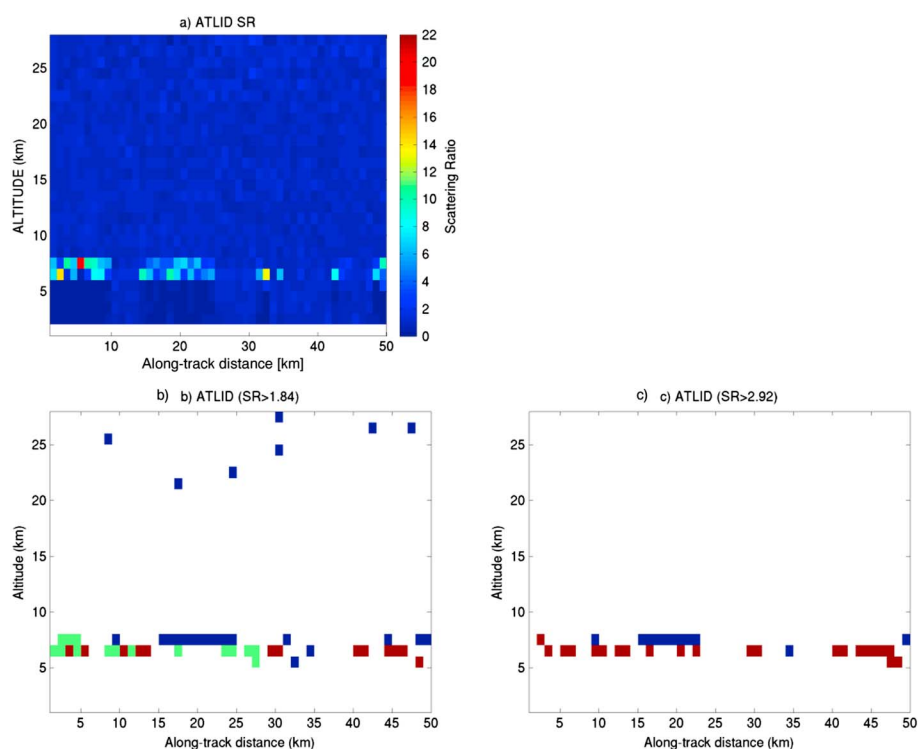 a) ATLID SR
22
20
18
16
14
12
10
8
6
4
2
0
Scattering Ratio
25
20
15
10
5
ALTITUDE (km)
10 20 30 40 50
Along-track distance [km]
b) b) ATLID (SR>1.84)
25
20
15
10
5
Altitude (km)
5 10 15 20 25 30 35 40 45 50
Along-track distance (km)
c) c) ATLID (SR>2.92)
25
20
15
10
5
Altitude (km)
5 10 15 20 25 30 35 40 45 50
Along-track distance (km)